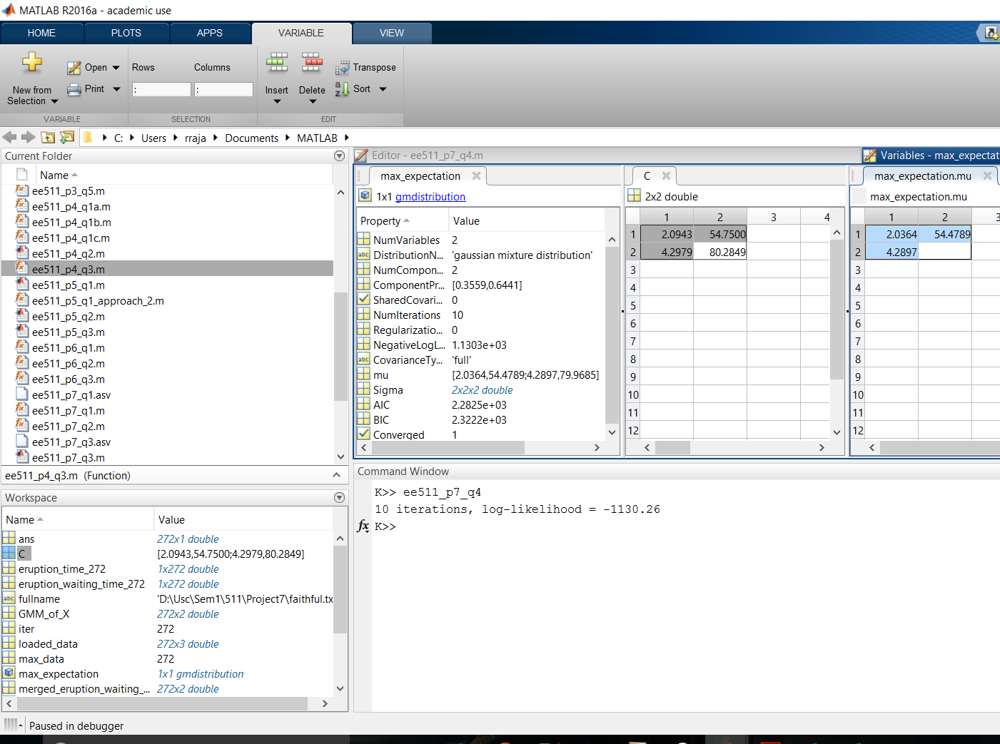 MATLAB R2016a - academic use
HOME PLOTS APPS VARIABLE VIEW
New from Selection Open Print Rows Columns : : Insert Delete Transpose Sort
VARIABLE SELECTION EDIT
C: Users rraja Documents MATLAB
Current Folder
Name
ee511_p3_q5.m
ee511_p4_q1a.m
ee511_p4_q1b.m
ee511_p4_q1c.m
ee511_p4_q2.m
ee511_p4_q3.m
ee511_p5_q1.m
ee511_p5_q1_approach_2.m
ee511_p5_q2.m
ee511_p5_q3.m
ee511_p6_q1.m
ee511_p6_q2.m
ee511_p6_q3.m
ee511_p7_q1.asv
ee511_p7_q1.m
ee511_p7_q2.m
ee511_p7_q3.asv
ee511_p7_q3.m
ee511_p4_q3.m (Function)
Workspace
Name Value
ans 272x1 double
C [2.0943,54.7500;4.2979,80.2849]
eruption_time_272 1x272 double
eruption_waiting_time_272 1x272 double
fullname 'D:\Usc\Sem1\511\Project7\faithful.tx
GMM_of_X 272x2 double
iter 272
loaded_data 272x3 double
max_data 272
max_expectation 1x1 gmdistribution
merged_eruption_waiting_... 272x2 double
Editor - ee511_p7_q4.m
Variables - max_expectat
max_expectation
1x1 gmdistribution
Property Value
NumVariables 2
DistributionN... 'gaussian mixture distribution'
NumCompon... 2
ComponentPr... [0.3559,0.6441]
SharedCovari... 0
NumIterations 10
Regularizatio... 0
NegativeLogL... 1.1303e+03
CovarianceTy... 'full'
mu [2.0364,54.4789;4.2897,79.9685]
Sigma 2x2x2 double
AIC 2.2825e+03
BIC 2.3222e+03
Converged 1
C
2x2 double
1 2 3 4
1 2.0943 54.7500
2 4.2979 80.2849
3
4
5
6
7
8
9
10
11
12
max_expectation.mu
max_expectation.mu
1 2 3
1 2.0364 54.4789
2 4.2897
3
4
5
6
7
8
9
10
11
12
Command Window
K>> ee511_p7_q4
10 iterations, log-likelihood = -1130.26
fx K>>
Paused in debugger